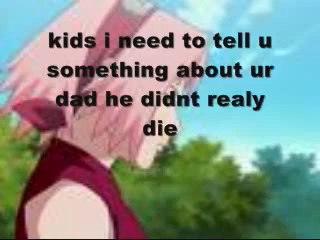 kids i need to tell u
something about ur
dad he didnt realy
die